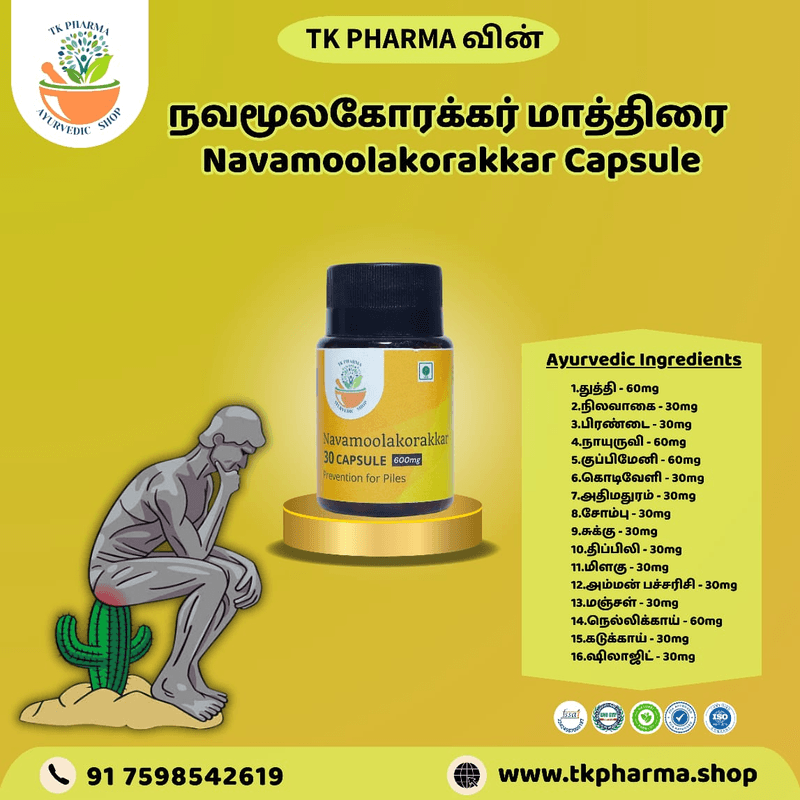 TK PHARMA
AYURVEDIC SHOP
TK PHARMA வின்
நவமூலகோரக்கர் மாத்திரை
Navamoolakorakkar Capsule
TK PHARMA
AYURVEDIC SHOP
Navamoolakorakkar
30 CAPSULE 600mg
Prevention for Piles
Ayurvedic Ingredients
1.துத்தி - 60mg
2.நிலவாகை - 30mg
3.பிரண்டை - 30mg
4.நாயுருவி - 60mg
5.குப்பிமேனி - 60mg
6.கொடிவேளி - 30mg
7.அதிமதுரம் - 30mg
8.சோம்பு - 30mg
9.சுக்கு - 30mg
10.திப்பிலி - 30mg
11.மிளகு - 30mg
12.அம்மன் பச்சரிசி - 30mg
13.மஞ்சள் - 30mg
14.நெல்லிக்காய் - 60mg
15.கடுக்காய் - 30mg
16.ஷிலாஜிட் - 30mg
fssai
ISO
91 7598542619
www.tkpharma.shop